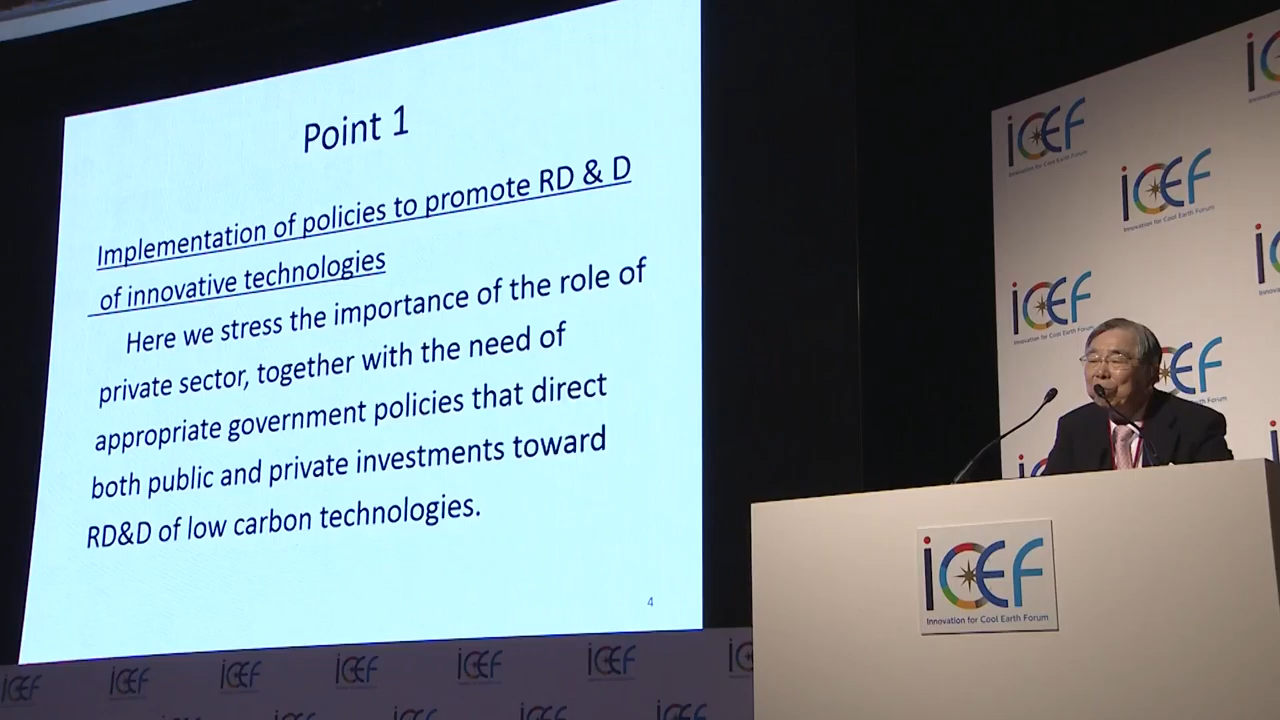 Point 1
Implementation of policies to promote RD & D
of innovative technologies
Here we stress the importance of the role of
private sector, together with the need of
appropriate government policies that direct
both public and private investments toward
RD&D of low carbon technologies.
4
ICEF
Innovation for Cool Earth Forum
ICEF
Innovation for Cool Earth Forum
ICEF
Innovation for Cool Earth Forum
ICEF
ICEF
Innovation for Cool Earth Forum
ICEF
ICEF
ICEF
ICEF
ICEF
ICEF